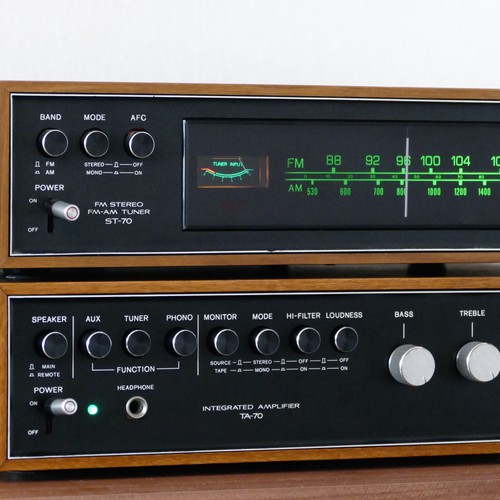 BAND MODE AFC
FM STEREO OFF
AM MONO ON
POWER
ON
OFF
FM STEREO
FM-AM TUNER
ST-70
TUNER INPUT
FM 88 92 96 100 104
AM 530 600 700 800 1000 1200 1400
SPEAKER AUX TUNER PHONO MONITOR MODE HI-FILTER LOUDNESS BASS TREBLE
MAIN SOURCE STEREO OFF OFF
REMOTE FUNCTION TAPE MONO ON ON
POWER
ON
OFF
HEADPHONE
INTEGRATED AMPLIFIER
TA-70